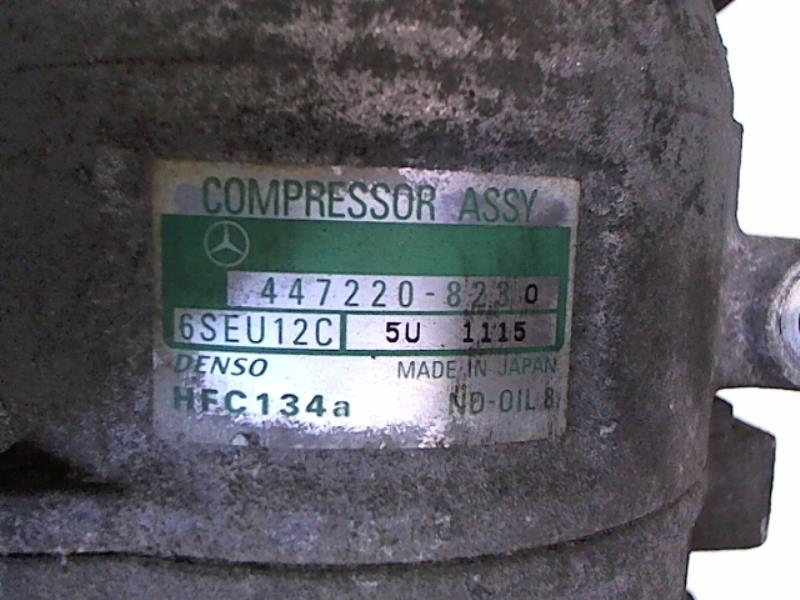 COMPRESSOR ASSY
447220-8230
6SEU12C 5U 1115
DENSO MADE IN JAPAN
HFC134a ND-OIL 8